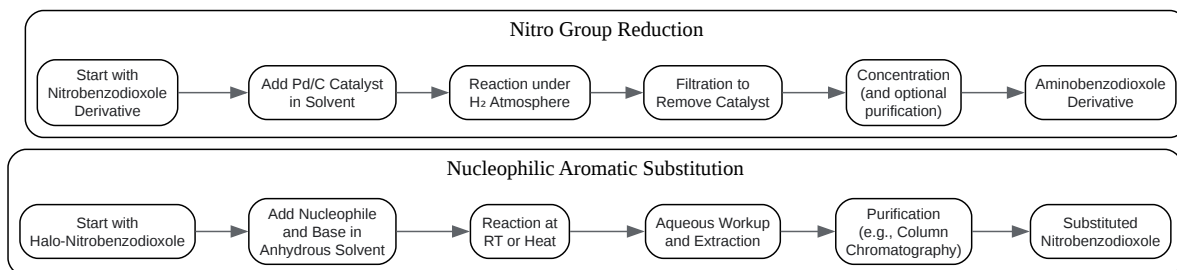 Nitro Group Reduction
Start with
Nitrobenzodioxole
Derivative
Add Pd/C Catalyst
in Solvent
Reaction under
H₂ Atmosphere
Filtration to
Remove Catalyst
Concentration
(and optional
purification)
Aminobenzodioxole
Derivative
Nucleophilic Aromatic Substitution
Start with
Halo-Nitrobenzodioxole
Add Nucleophile
and Base in
Anhydrous Solvent
Reaction at
RT or Heat
Aqueous Workup
and Extraction
Purification
(e.g., Column
Chromatography)
Substituted
Nitrobenzodioxole